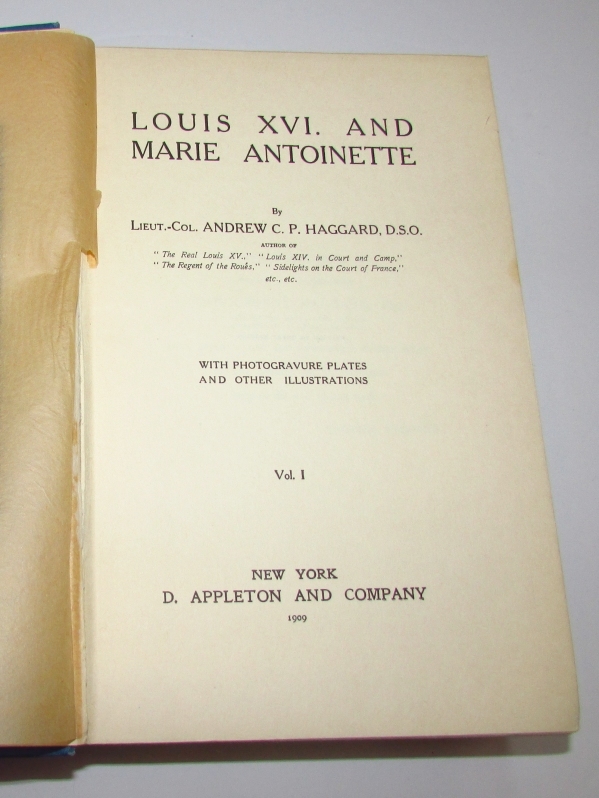 LOUIS XVI. AND
MARIE ANTOINETTE
By
LIEUT.-COL. ANDREW C. P. HAGGARD, D.S.O.
AUTHOR OF
"The Real Louis XV.," "Louis XIV. in Court and Camp,"
"The Regent of the Roués," "Sidelights on the Court of France,"
etc., etc.
WITH PHOTOGRAVURE PLATES
AND OTHER ILLUSTRATIONS
Vol. I
NEW YORK
D. APPLETON AND COMPANY
1909